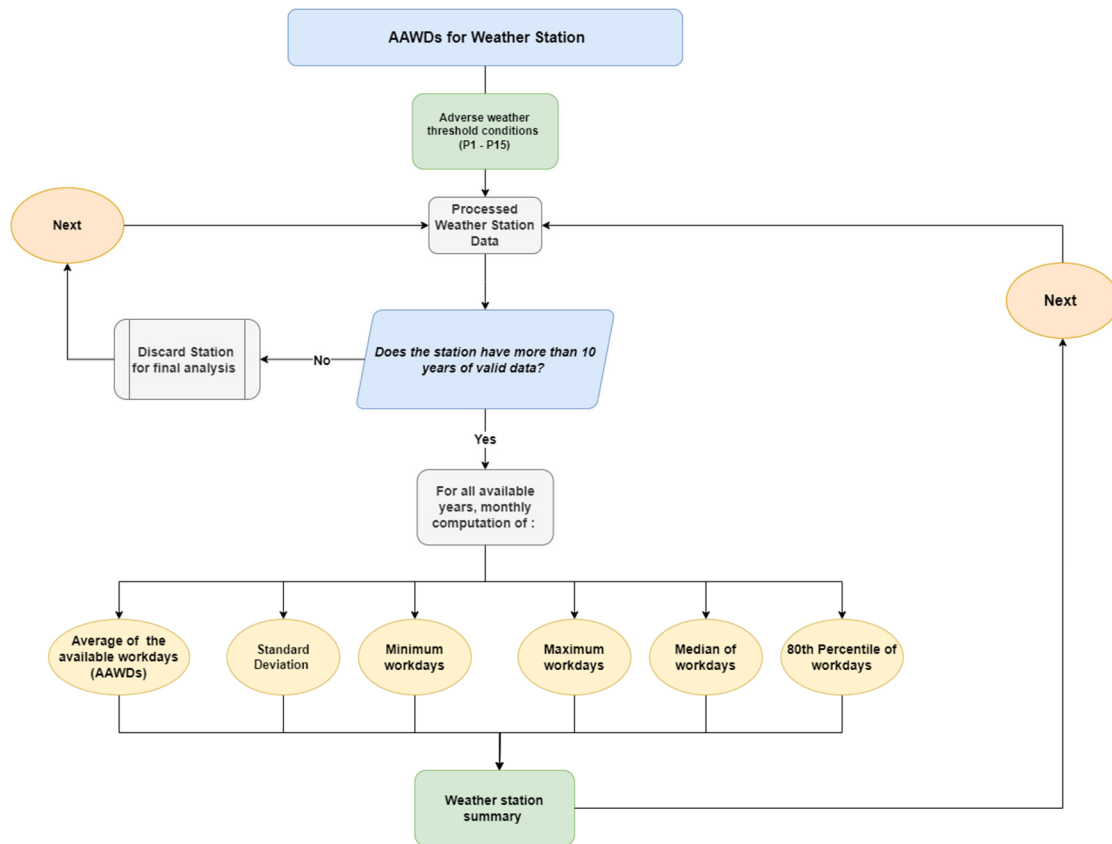 AAWDs for Weather Station
Adverse weather
threshold conditions
(P1 - P15)
Next
Processed
Weather Station
Data
Next
Discard Station
for final analysis
No
Does the station have more than 10
years of valid data?
Yes
For all available
years, monthly
computation of :
Average of the
available workdays
(AAWDs)
Standard
Deviation
Minimum
workdays
Maximum
workdays
Median of
workdays
80th Percentile of
workdays
Weather station
summary